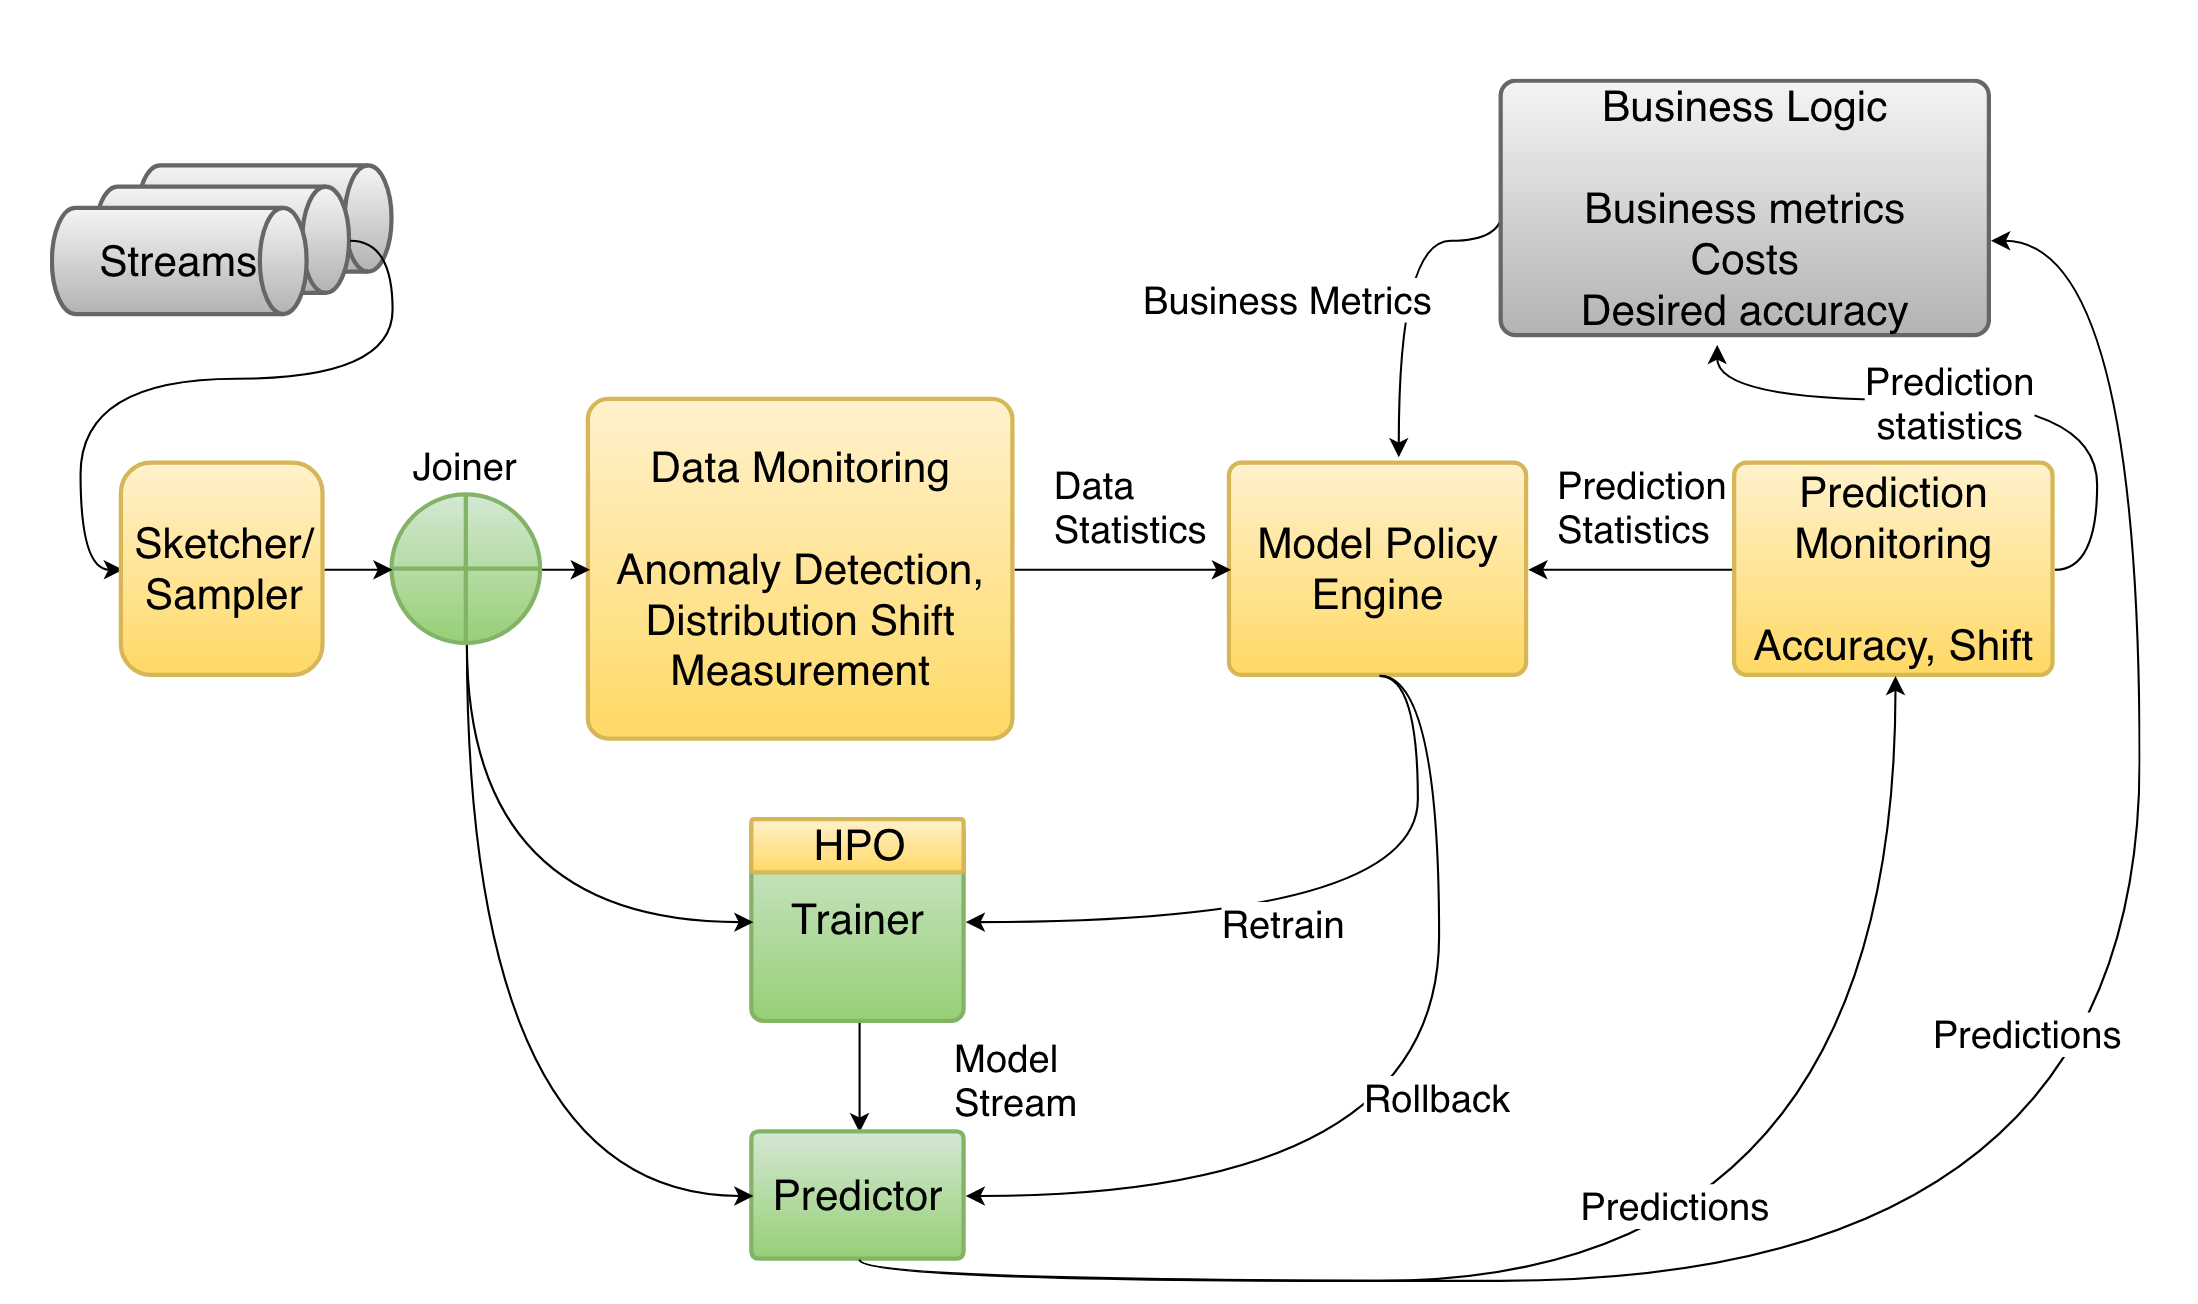 Business Logic
Business metrics
Costs
Desired accuracy
Streams
Business Metrics
Prediction
statistics
Joiner
Sketcher/
Sampler
Data Monitoring
Anomaly Detection,
Distribution Shift
Measurement
Data
Statistics
Model Policy
Engine
Prediction
Statistics
Prediction
Monitoring
Accuracy, Shift
HPO
Trainer
Retrain
Model
Stream
Rollback
Predictions
Predictor
Predictions